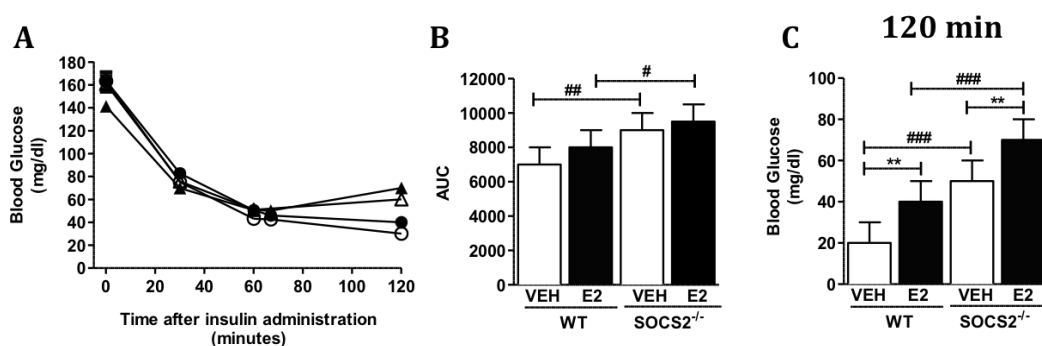 A
Blood Glucose
(mg/dl)
180
160
140
120
100
80
60
40
20
0
0 20 40 60 80 100 120
Time after insulin administration
(minutes)
B
AUC
12000
10000
8000
6000
4000
2000
0
##
#
VEH E2 VEH E2
WT SOCS2-/-
C
120 min
Blood Glucose
(mg/dl)
100
80
60
40
20
0
###
**
###
**
VEH E2 VEH E2
WT SOCS2-/-